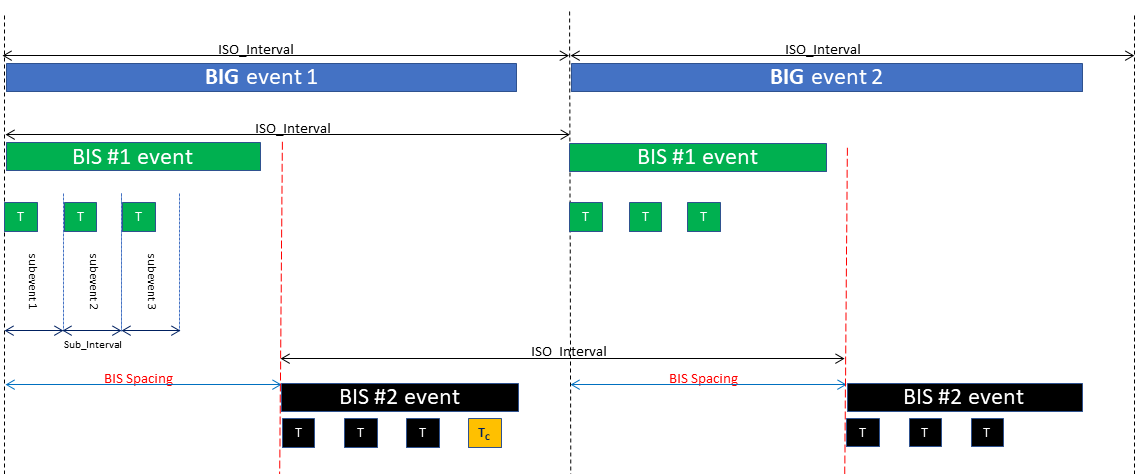 ISO_Interval
ISO_Interval
BIG event 1
BIG event 2
ISO_Interval
BIS #1 event
BIS #1 event
T
T
T
T
T
T
subevent 1
subevent 2
subevent 3
Sub_Interval
ISO_Interval
BIS Spacing
BIS Spacing
BIS #2 event
BIS #2 event
T
T
T
Tc
T
T
T